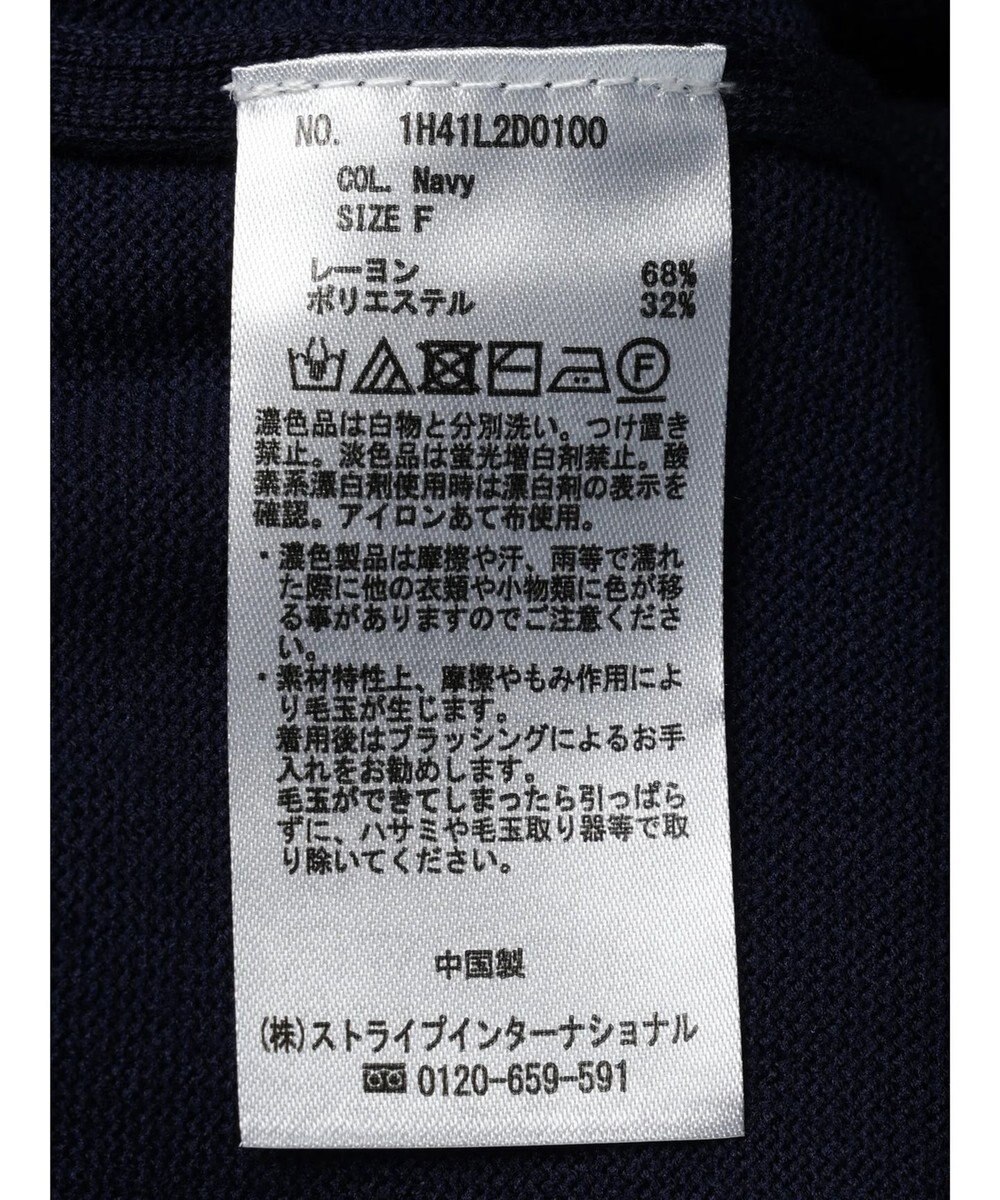 NO. 1H41L2D0100
COL. Navy
SIZE F
レーヨン 68%
ポリエステル 32%
F
濃色品は白物と分別洗い。つけ置き
禁止。淡色品は蛍光増白剤禁止。酸
素系漂白剤使用時は漂白剤の表示を
確認。アイロンあて布使用。
・濃色製品は摩擦や汗、雨等で濡れ
た際に他の衣類や小物類に色が移
る事がありますのでご注意くださ
い。
・素材特性上、摩擦やもみ作用によ
り毛玉が生じます。
着用後はブラッシングによるお手
入れをお勧めします。
毛玉ができてしまったら引っぱら
ずに、ハサミや毛玉取り器等で取
り除いてください。
中国製
(株)ストライプインターナショナル
0120-659-591